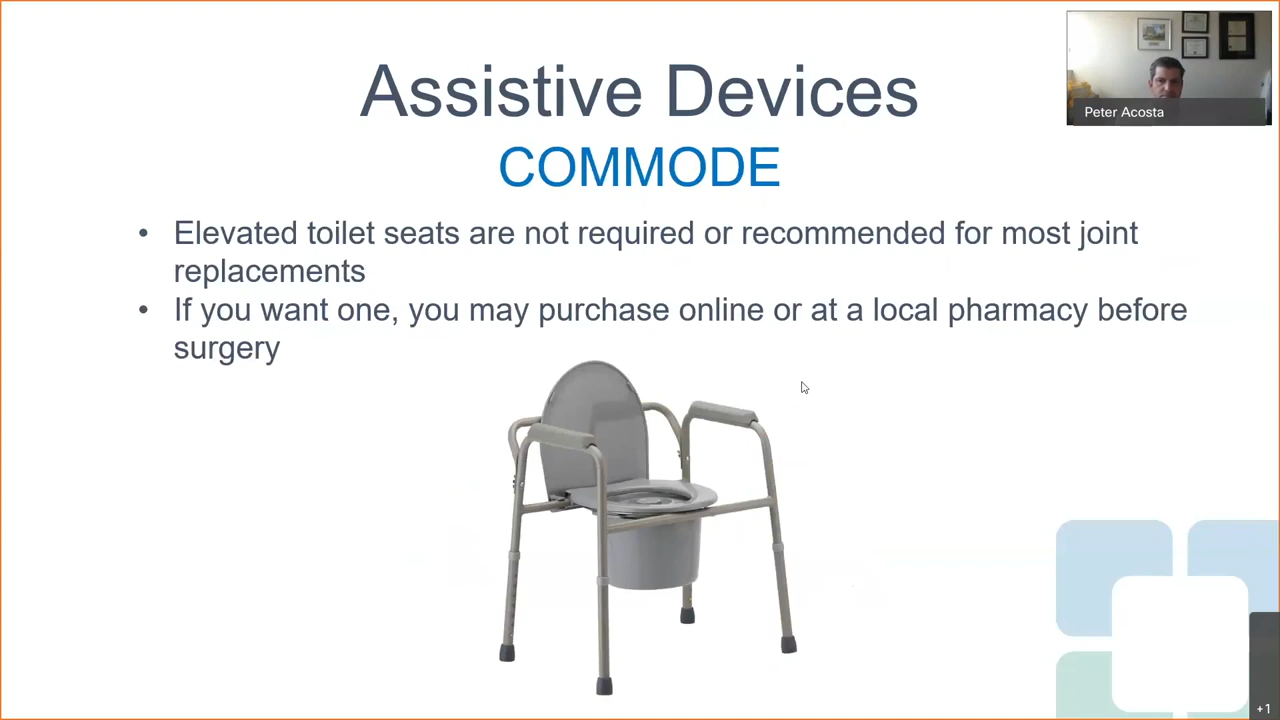 Assistive Devices
Peter Acosta
COMMODE
• Elevated toilet seats are not required or recommended for most joint
replacements
• If you want one, you may purchase online or at a local pharmacy before
surgery
+1